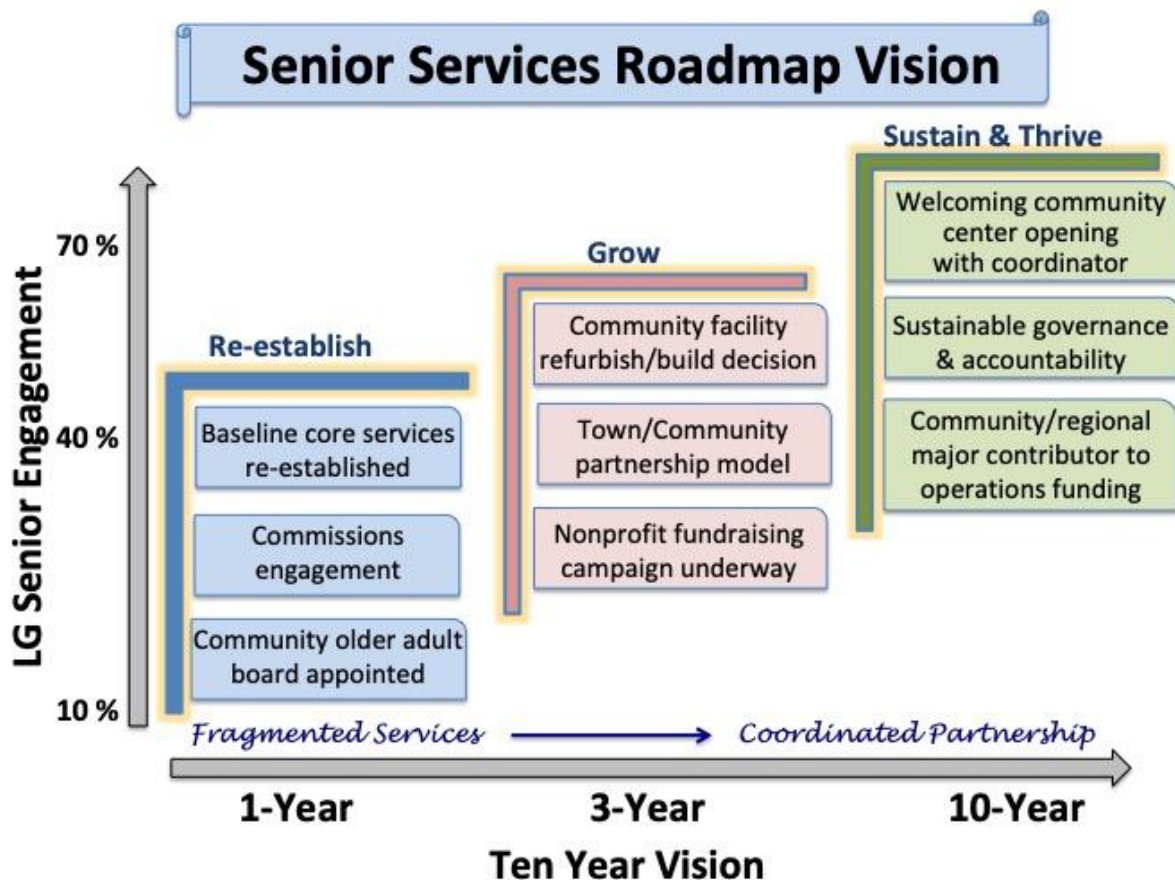 Senior Services Roadmap Vision
LG Senior Engagement
70 %
40 %
10 %
Re-establish
Baseline core services
re-established
Commissions
engagement
Community older adult
board appointed
Grow
Community facility
refurbish/build decision
Town/Community
partnership model
Nonprofit fundraising
campaign underway
Sustain & Thrive
Welcoming community
center opening
with coordinator
Sustainable governance
& accountability
Community/regional
major contributor to
operations funding
Fragmented Services
Coordinated Partnership
1-Year
3-Year
10-Year
Ten Year Vision